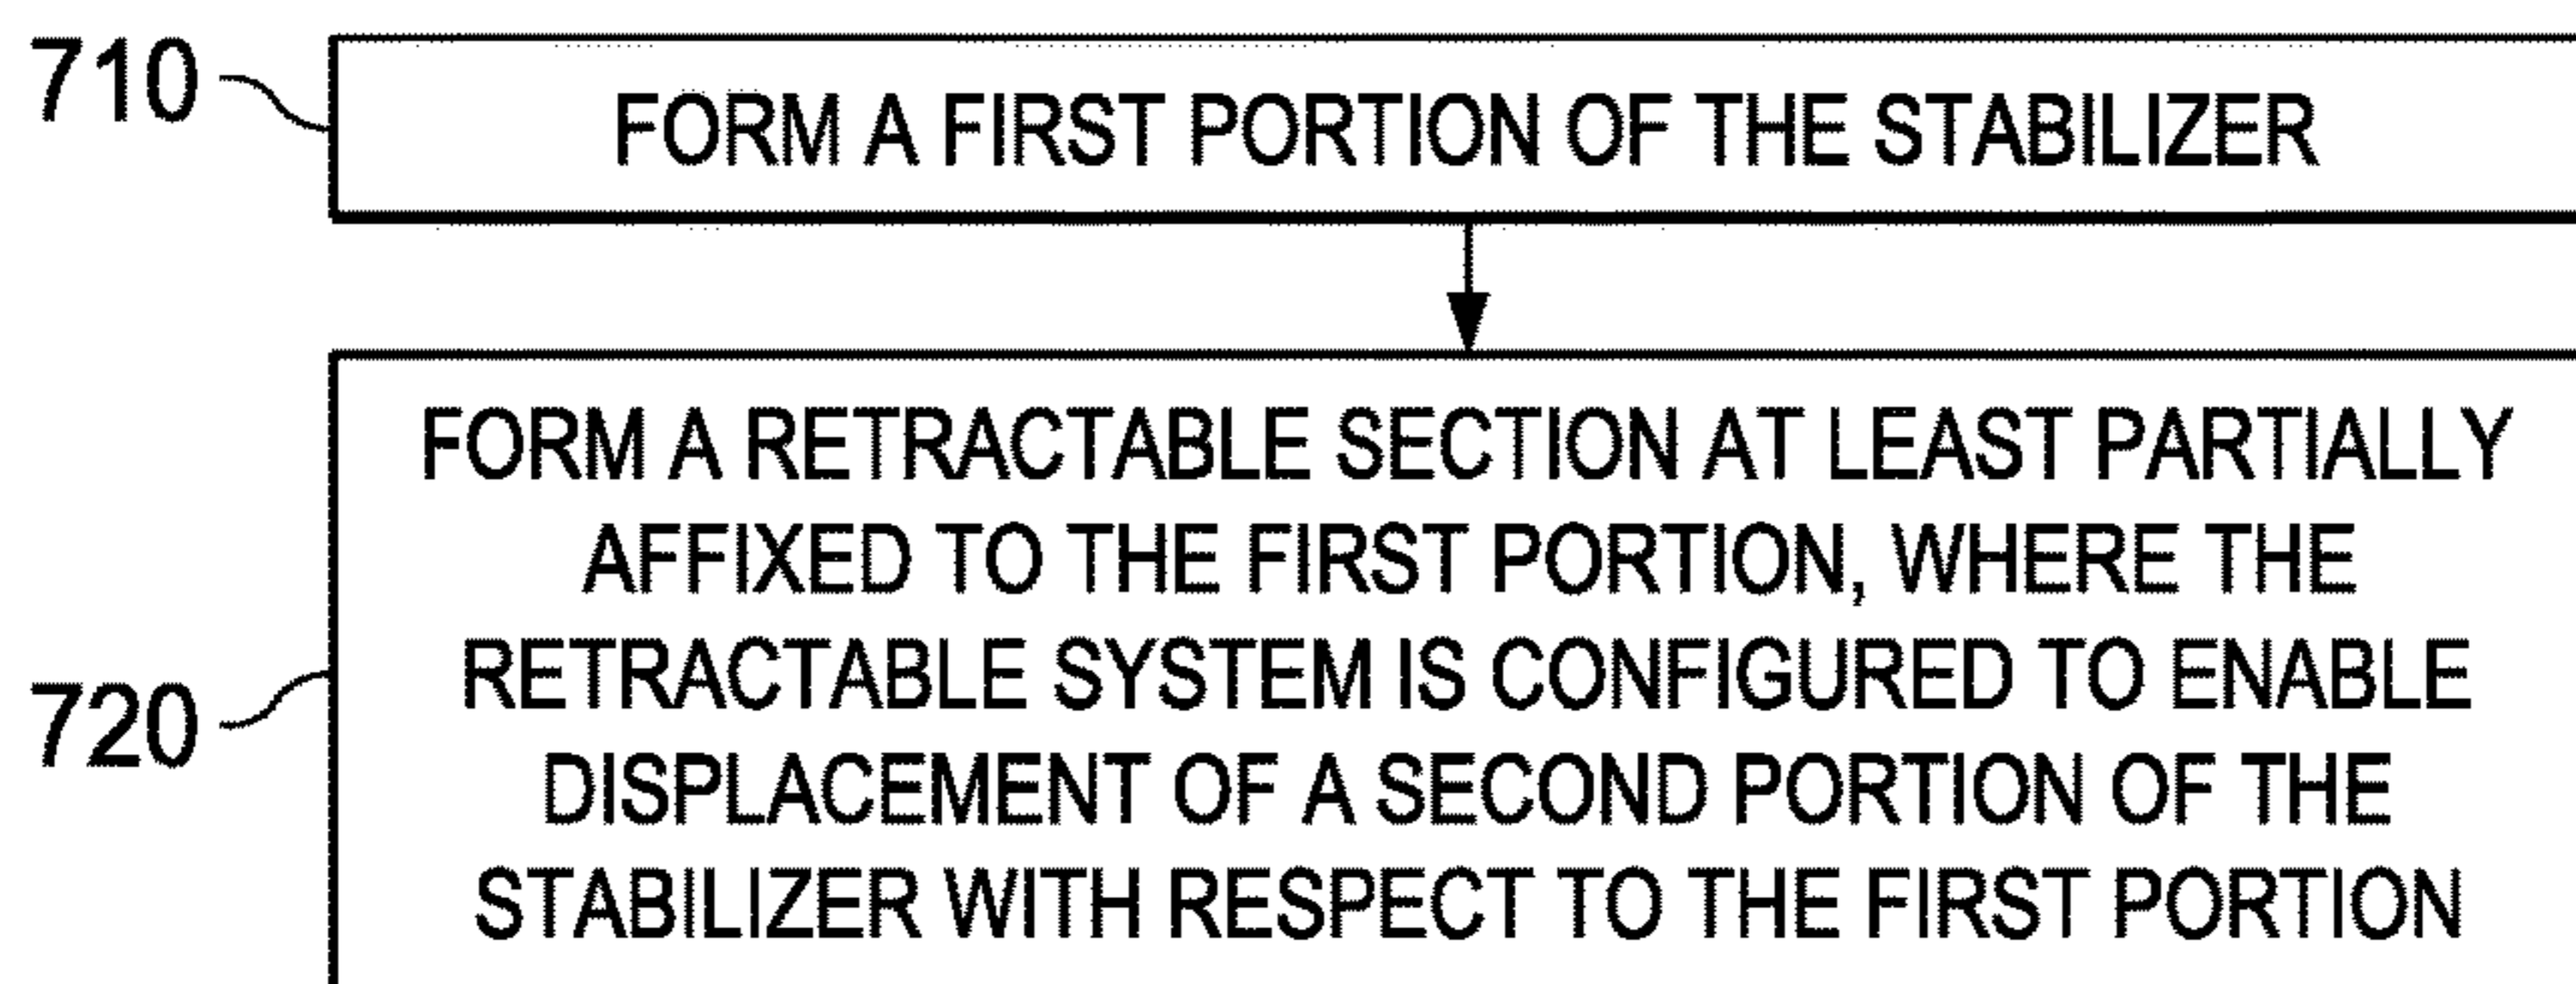 710
FORM A FIRST PORTION OF THE STABILIZER
FORM A RETRACTABLE SECTION AT LEAST PARTIALLY
AFFIXED TO THE FIRST PORTION, WHERE THE
RETRACTABLE SYSTEM IS CONFIGURED TO ENABLE
720
DISPLACEMENT OF A SECOND PORTION OF THE
STABILIZER WITH RESPECT TO THE FIRST PORTION